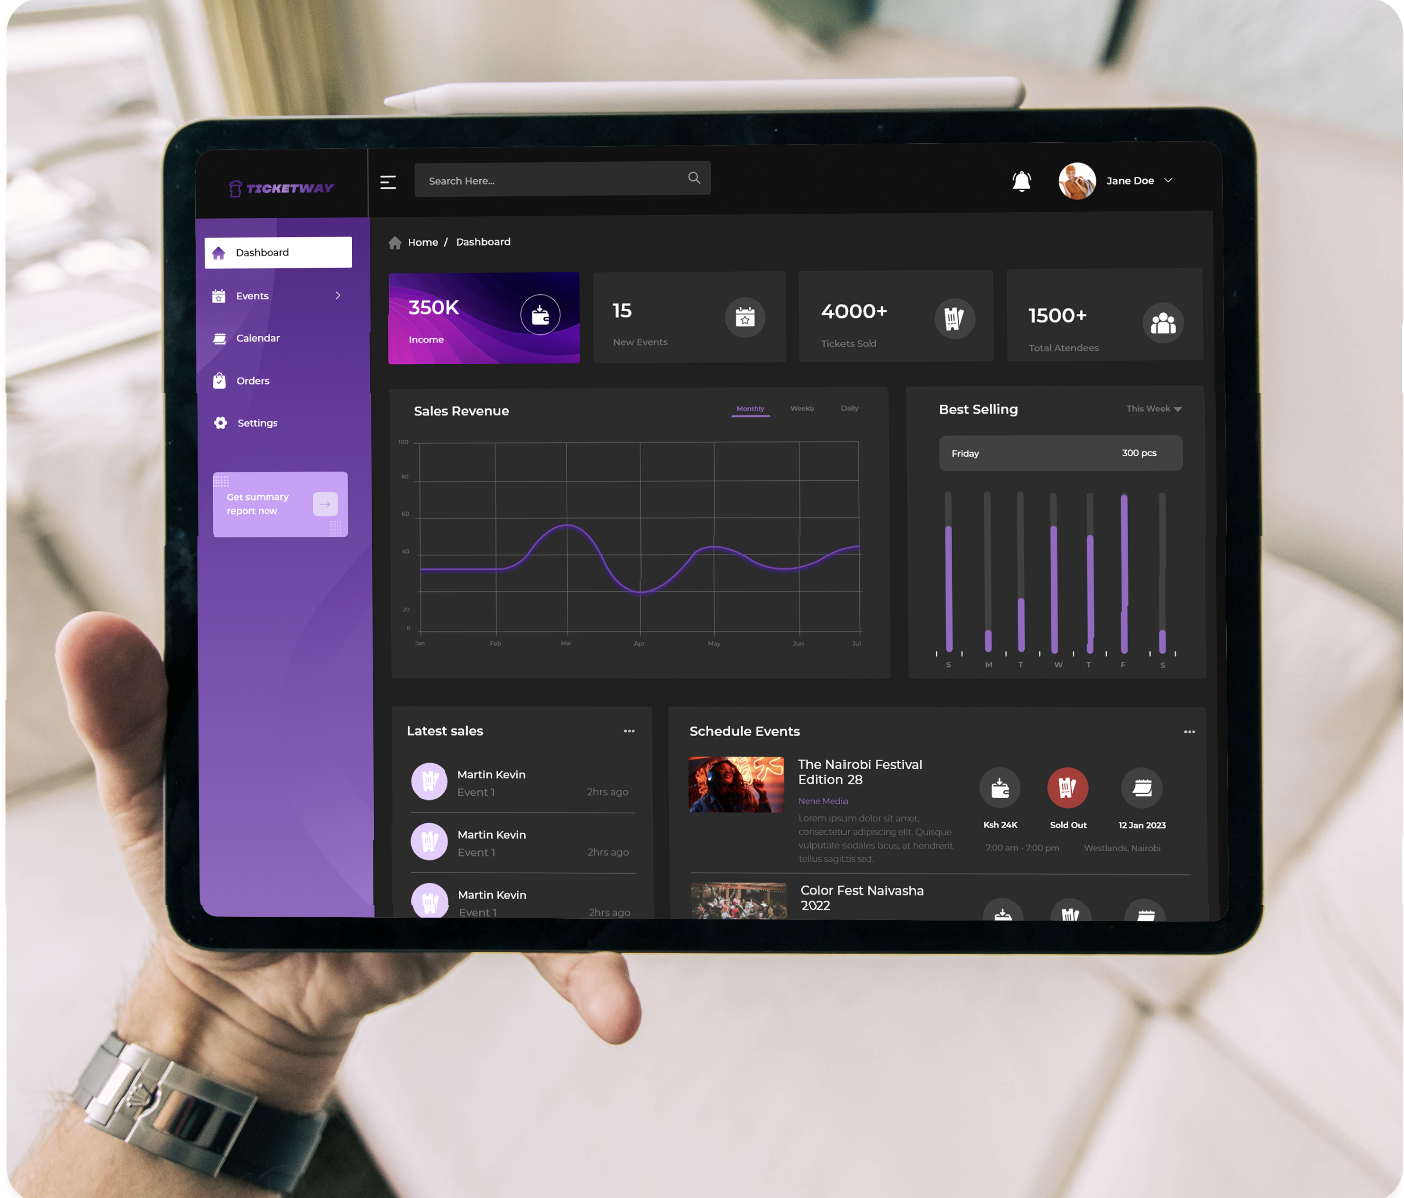 TICKETWAY
Search Here...
Jane Doe
Dashboard
Events
Calendar
Orders
Settings
Get summary
report now
Home / Dashboard
350K
Income
15
New Events
4000+
Tickets Sold
1500+
Total Atendees
Sales Revenue
Monthly Weekly Daily
100
80
60
40
20
0
Jan Feb Mar Apr May Jun Jul
Best Selling
This Week
Friday 300 pcs
S M T W T F S
Latest sales
Martin Kevin
Event 1 2hrs ago
Martin Kevin
Event 1 2hrs ago
Martin Kevin
Event 1 2hrs ago
Schedule Events
The Nairobi Festival
Edition 28
Nene Media
Lorem ipsum dolor sit amet,
consectetur adipiscing elit. Quisque
vulputate sodales lacus, at hendrerit
tellus sagittis sed.
Ksh 24K Sold Out 12 Jan 2023
7:00 am - 7:00 pm Westlands, Nairobi
Color Fest Naivasha
2022